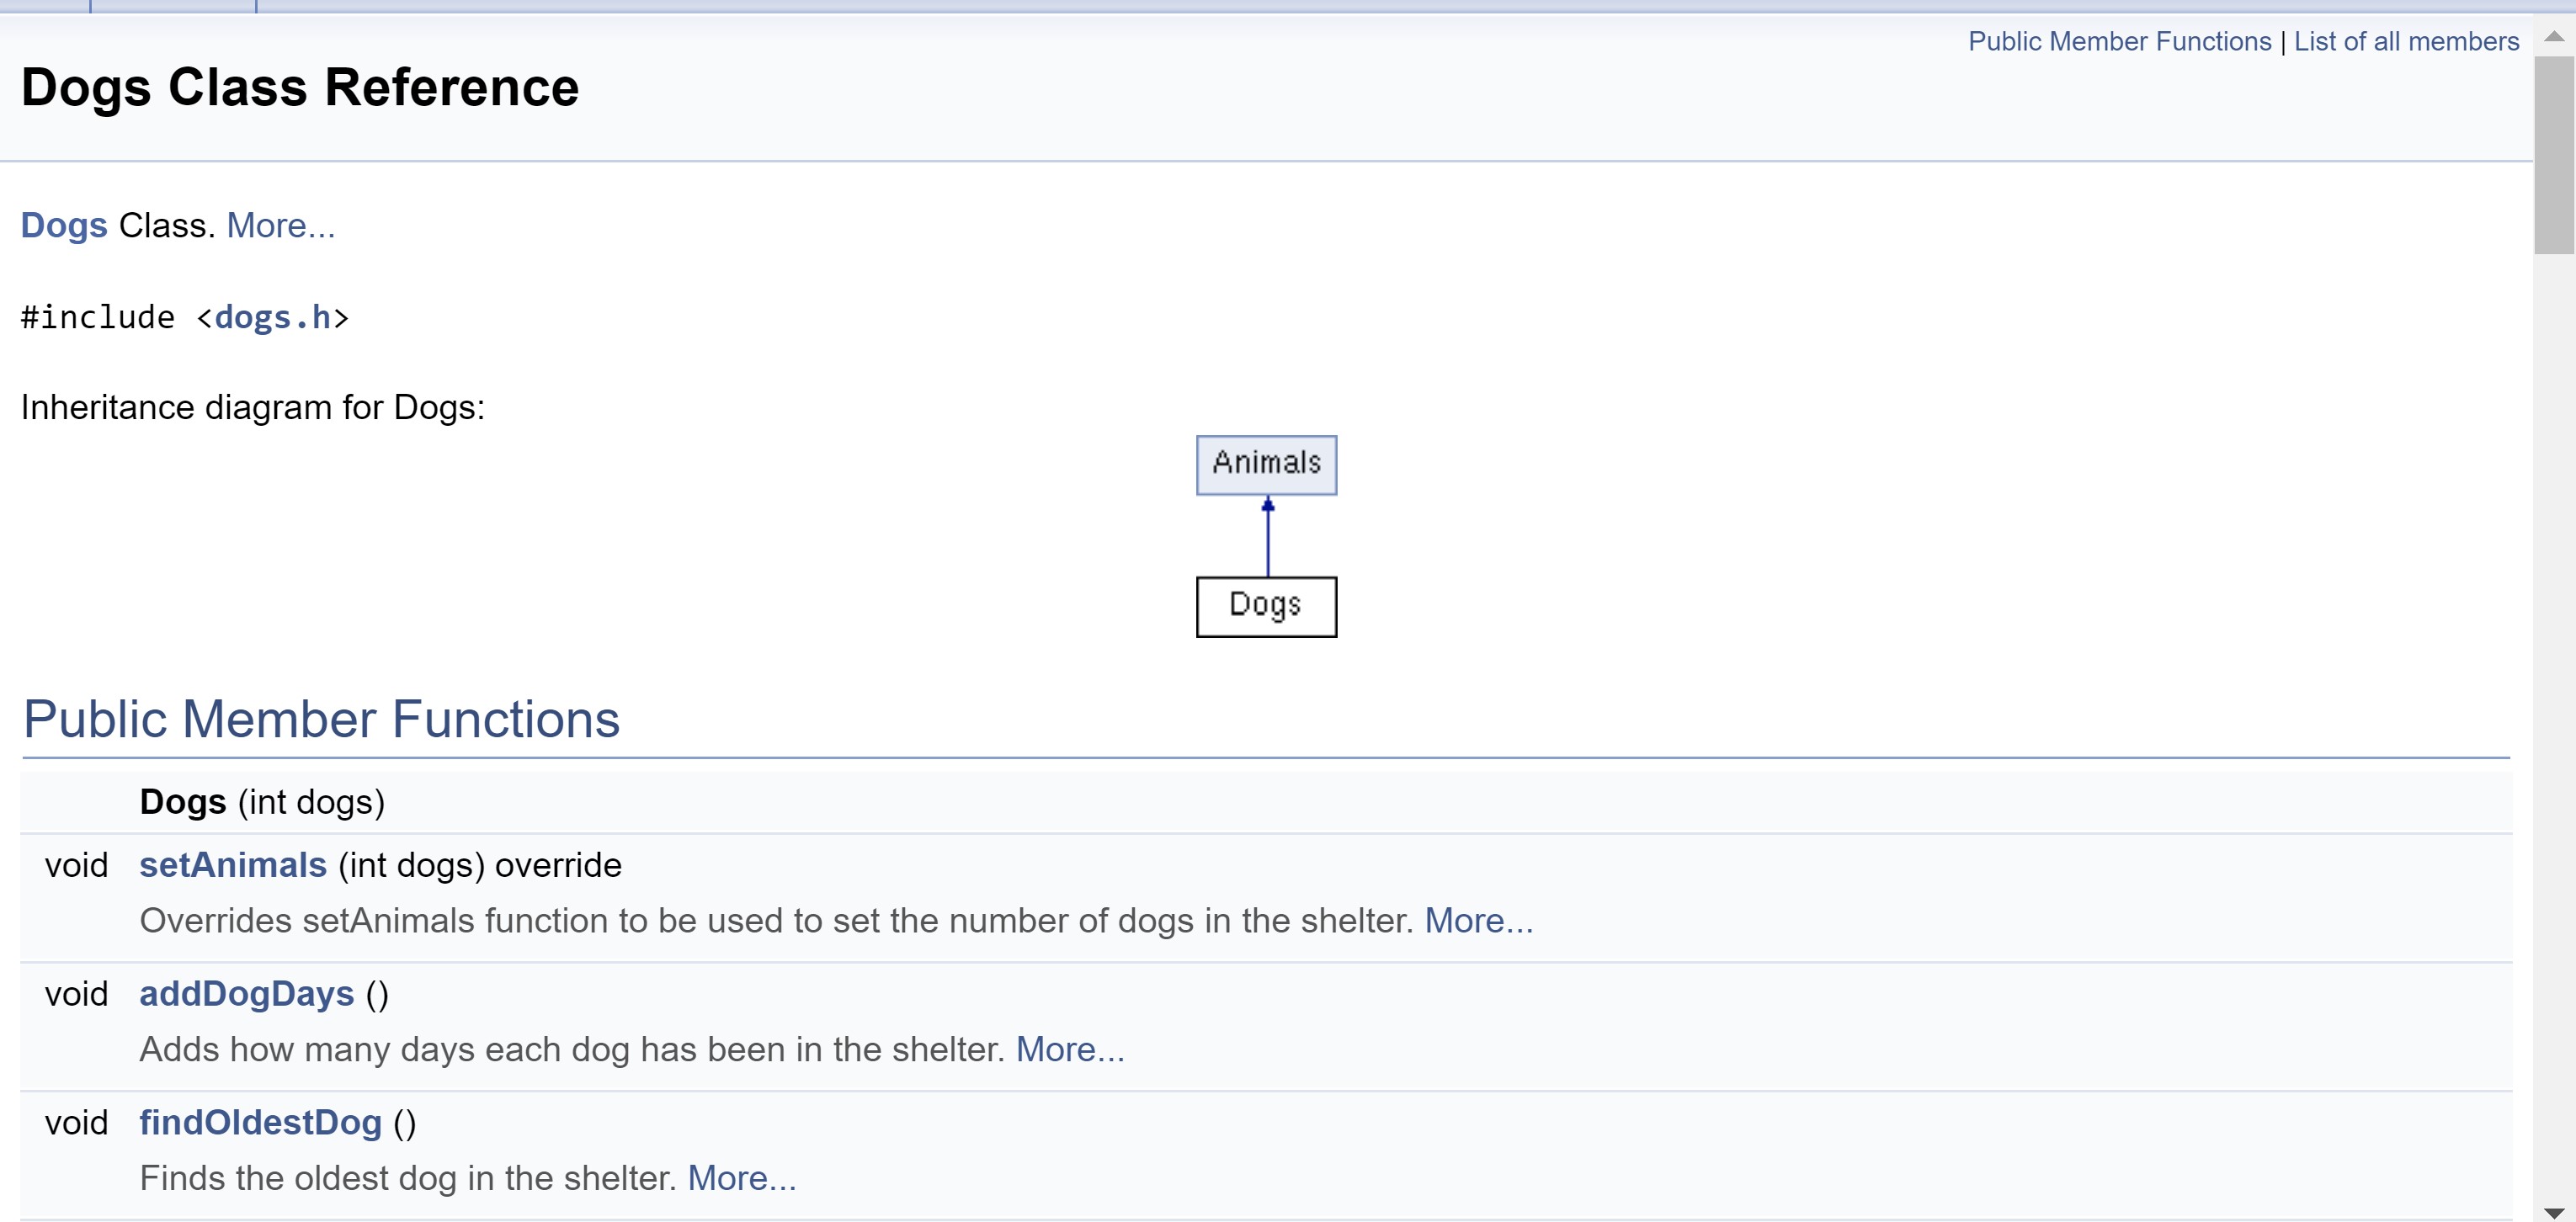 Public Member Functions | List of all members
Dogs Class Reference
Dogs Class. More...
#include <dogs.h>
Inheritance diagram for Dogs:
Animals
Dogs
Public Member Functions
Dogs (int dogs)
void setAnimals (int dogs) override
Overrides setAnimals function to be used to set the number of dogs in the shelter. More...
void addDogDays ()
Adds how many days each dog has been in the shelter. More...
void findOldestDog ()
Finds the oldest dog in the shelter. More...